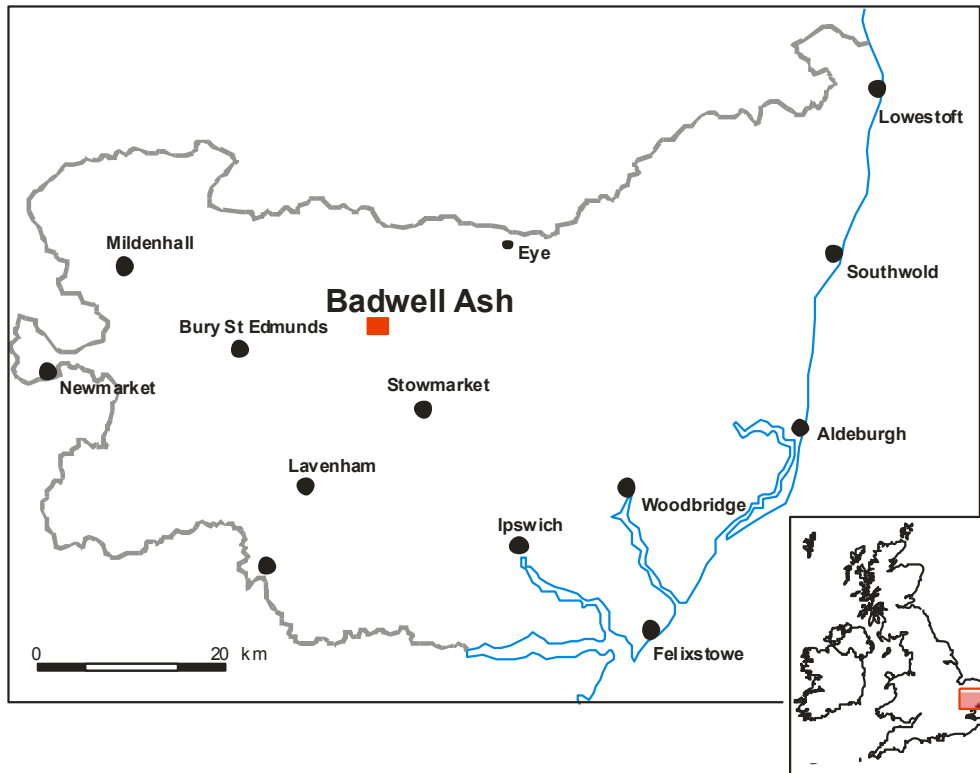 Lowestoft
Mildenhall
Eye
Southwold
Badwell Ash
Bury St Edmunds
Newmarket
Stowmarket
Aldeburgh
Lavenham
Woodbridge
Ipswich
Felixstowe
0 20 km